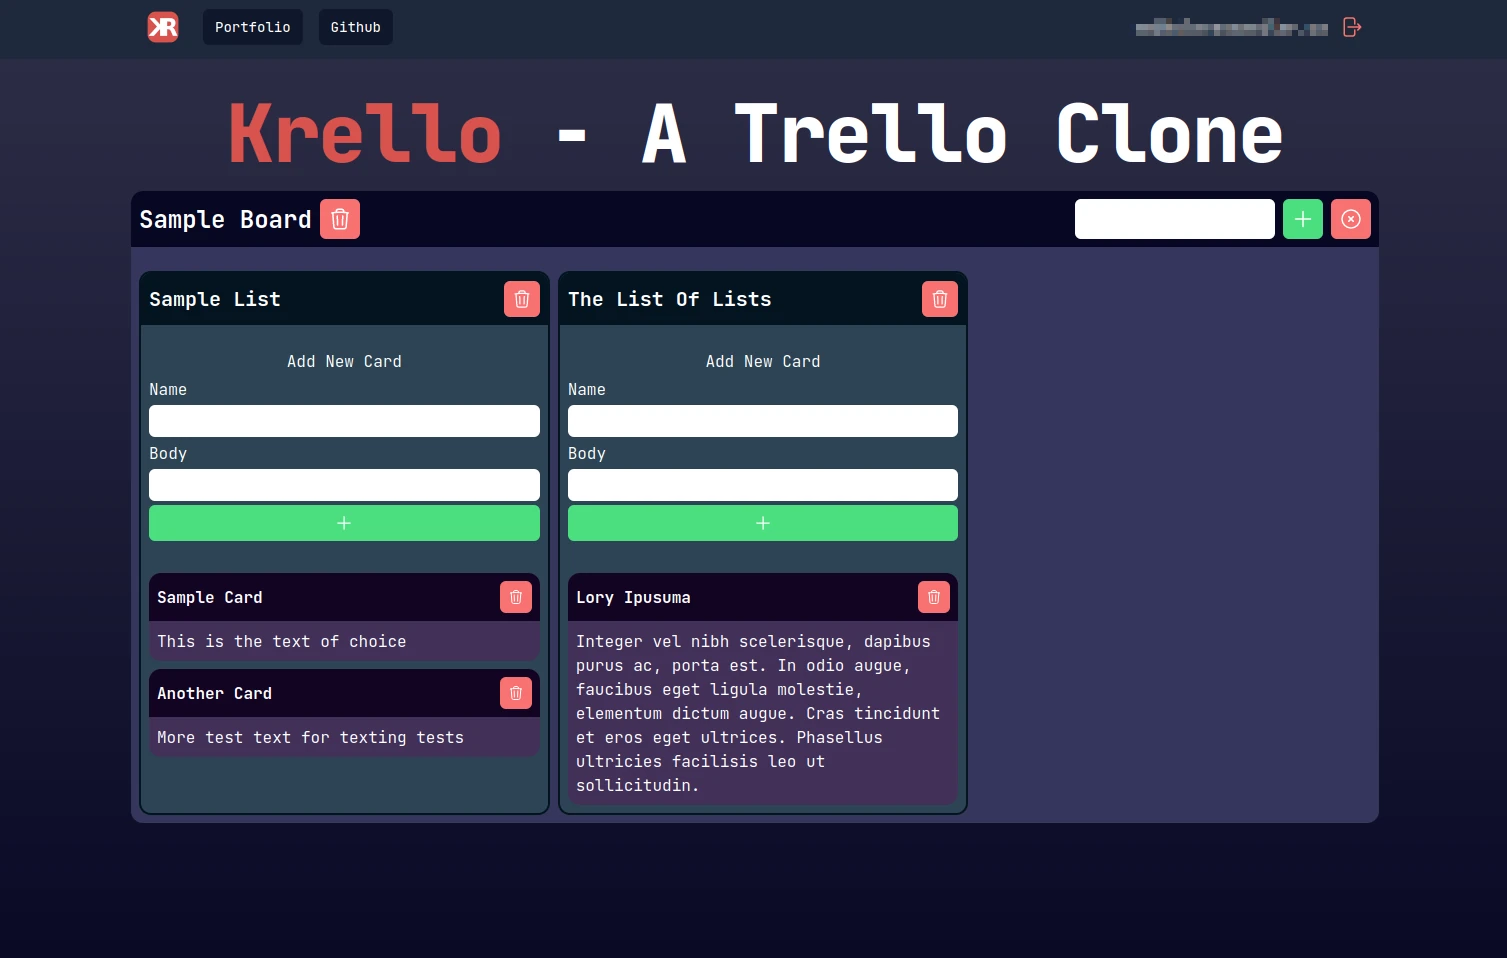 KR
Portfolio
Github
Krello - A Trello Clone
Sample Board
Sample List
Add New Card
Name
Body
Sample Card
This is the text of choice
Another Card
More test text for texting tests
The List Of Lists
Add New Card
Name
Body
Lory Ipusuma
Integer vel nibh scelerisque, dapibus
purus ac, porta est. In odio augue,
faucibus eget ligula molestie,
elementum dictum augue. Cras tincidunt
et eros eget ultrices. Phasellus
ultricies facilisis leo ut
sollicitudin.